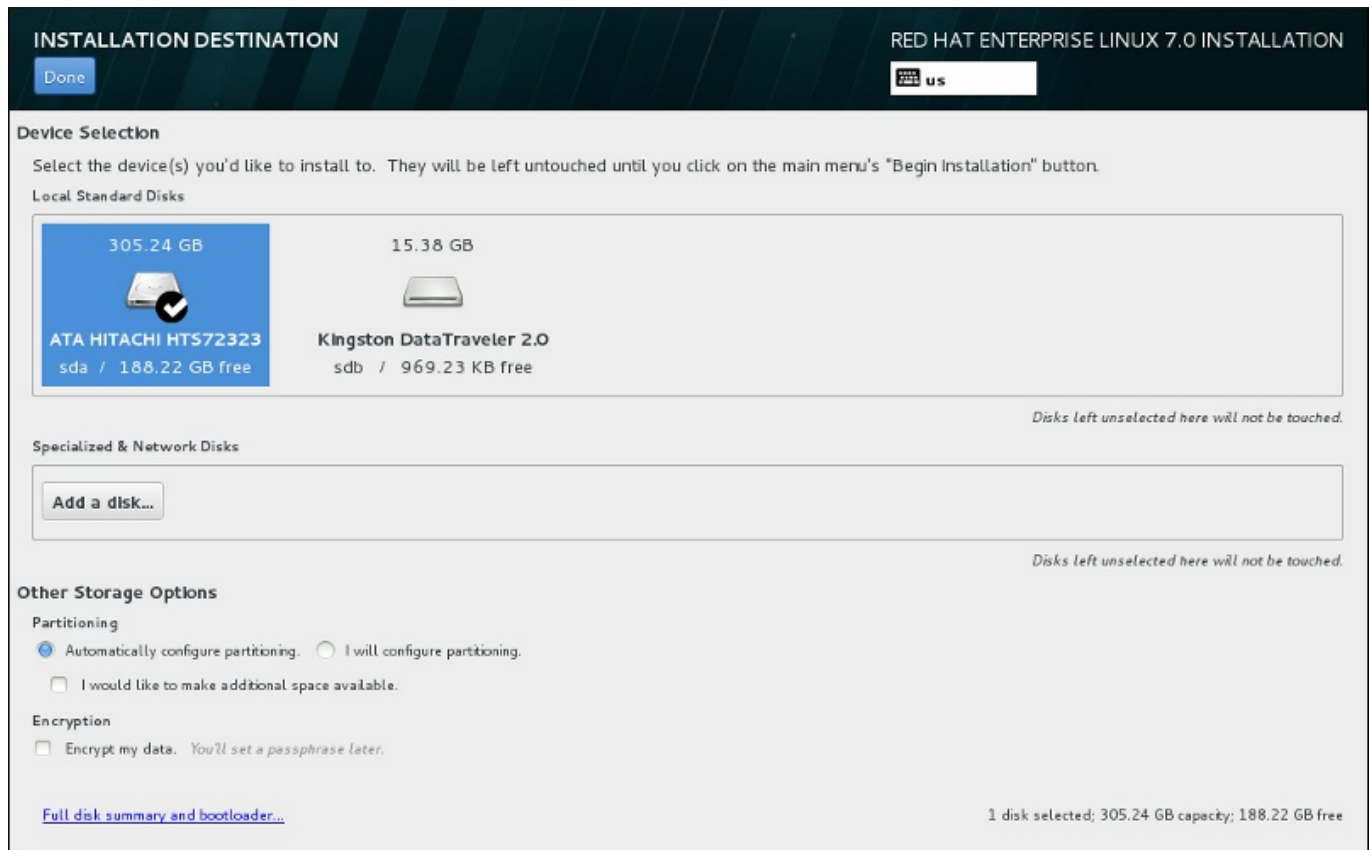 INSTALLATION DESTINATION
RED HAT ENTERPRISE LINUX 7.0 INSTALLATION
Done
us
Device Selection
Select the device(s) you'd like to install to. They will be left untouched until you click on the main menu's "Begin Installation" button.
Local Standard Disks
305.24 GB
ATA HITACHI HTS72323
sda / 188.22 GB free
15.38 GB
Kingston DataTraveler 2.0
sdb / 969.23 KB free
Disks left unselected here will not be touched.
Specialized & Network Disks
Add a disk...
Disks left unselected here will not be touched.
Other Storage Options
Partitioning
Automatically configure partitioning. I will configure partitioning.
I would like to make additional space available.
Encryption
Encrypt my data. You'll set a passphrase later.
Full disk summary and bootloader...
1 disk selected; 305.24 GB capacity; 188.22 GB free